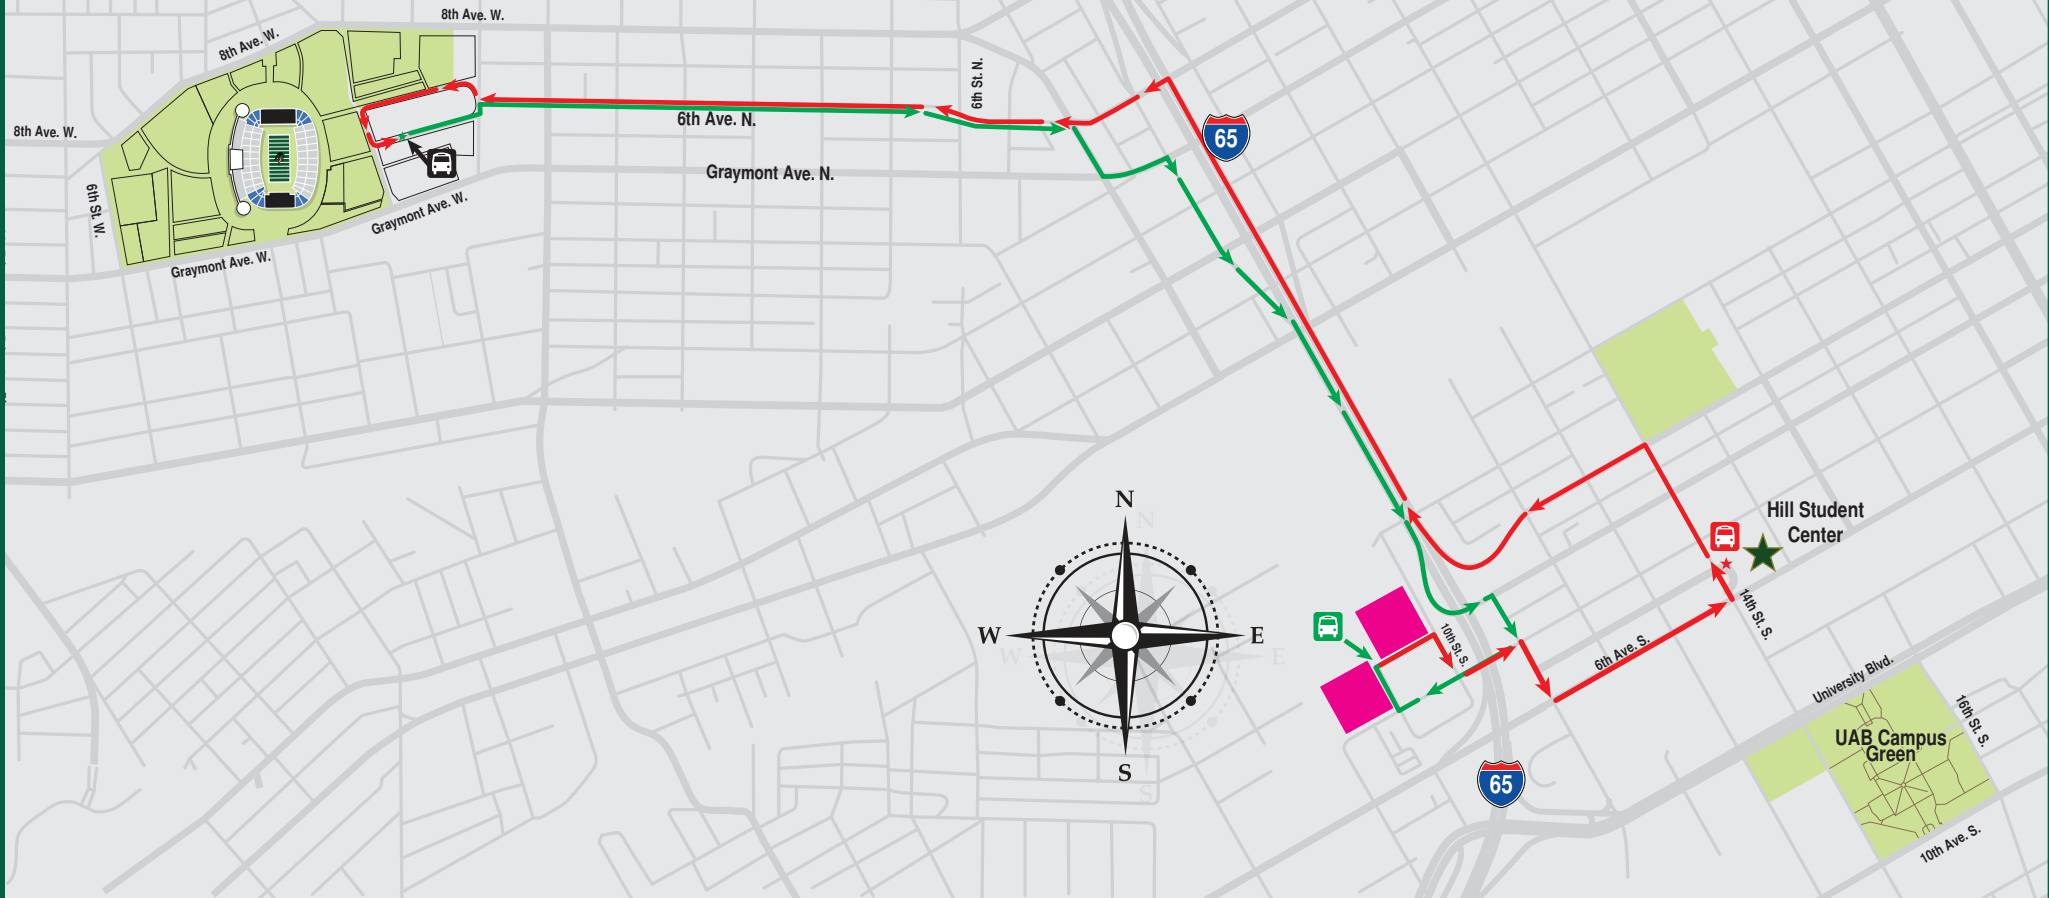 8th Ave. W.
8th Ave. W.
8th Ave. W.
6th St. W.
Graymont Ave. W.
Graymont Ave. W.
6th Ave. N.
Graymont Ave. N.
6th St. N.
65
N
N
W
W
E
E
S
S
Hill Student
Center
14th St. S.
10th St. S.
6th Ave. S.
University Blvd.
16th St. S.
UAB Campus
Green
65
10th Ave. S.